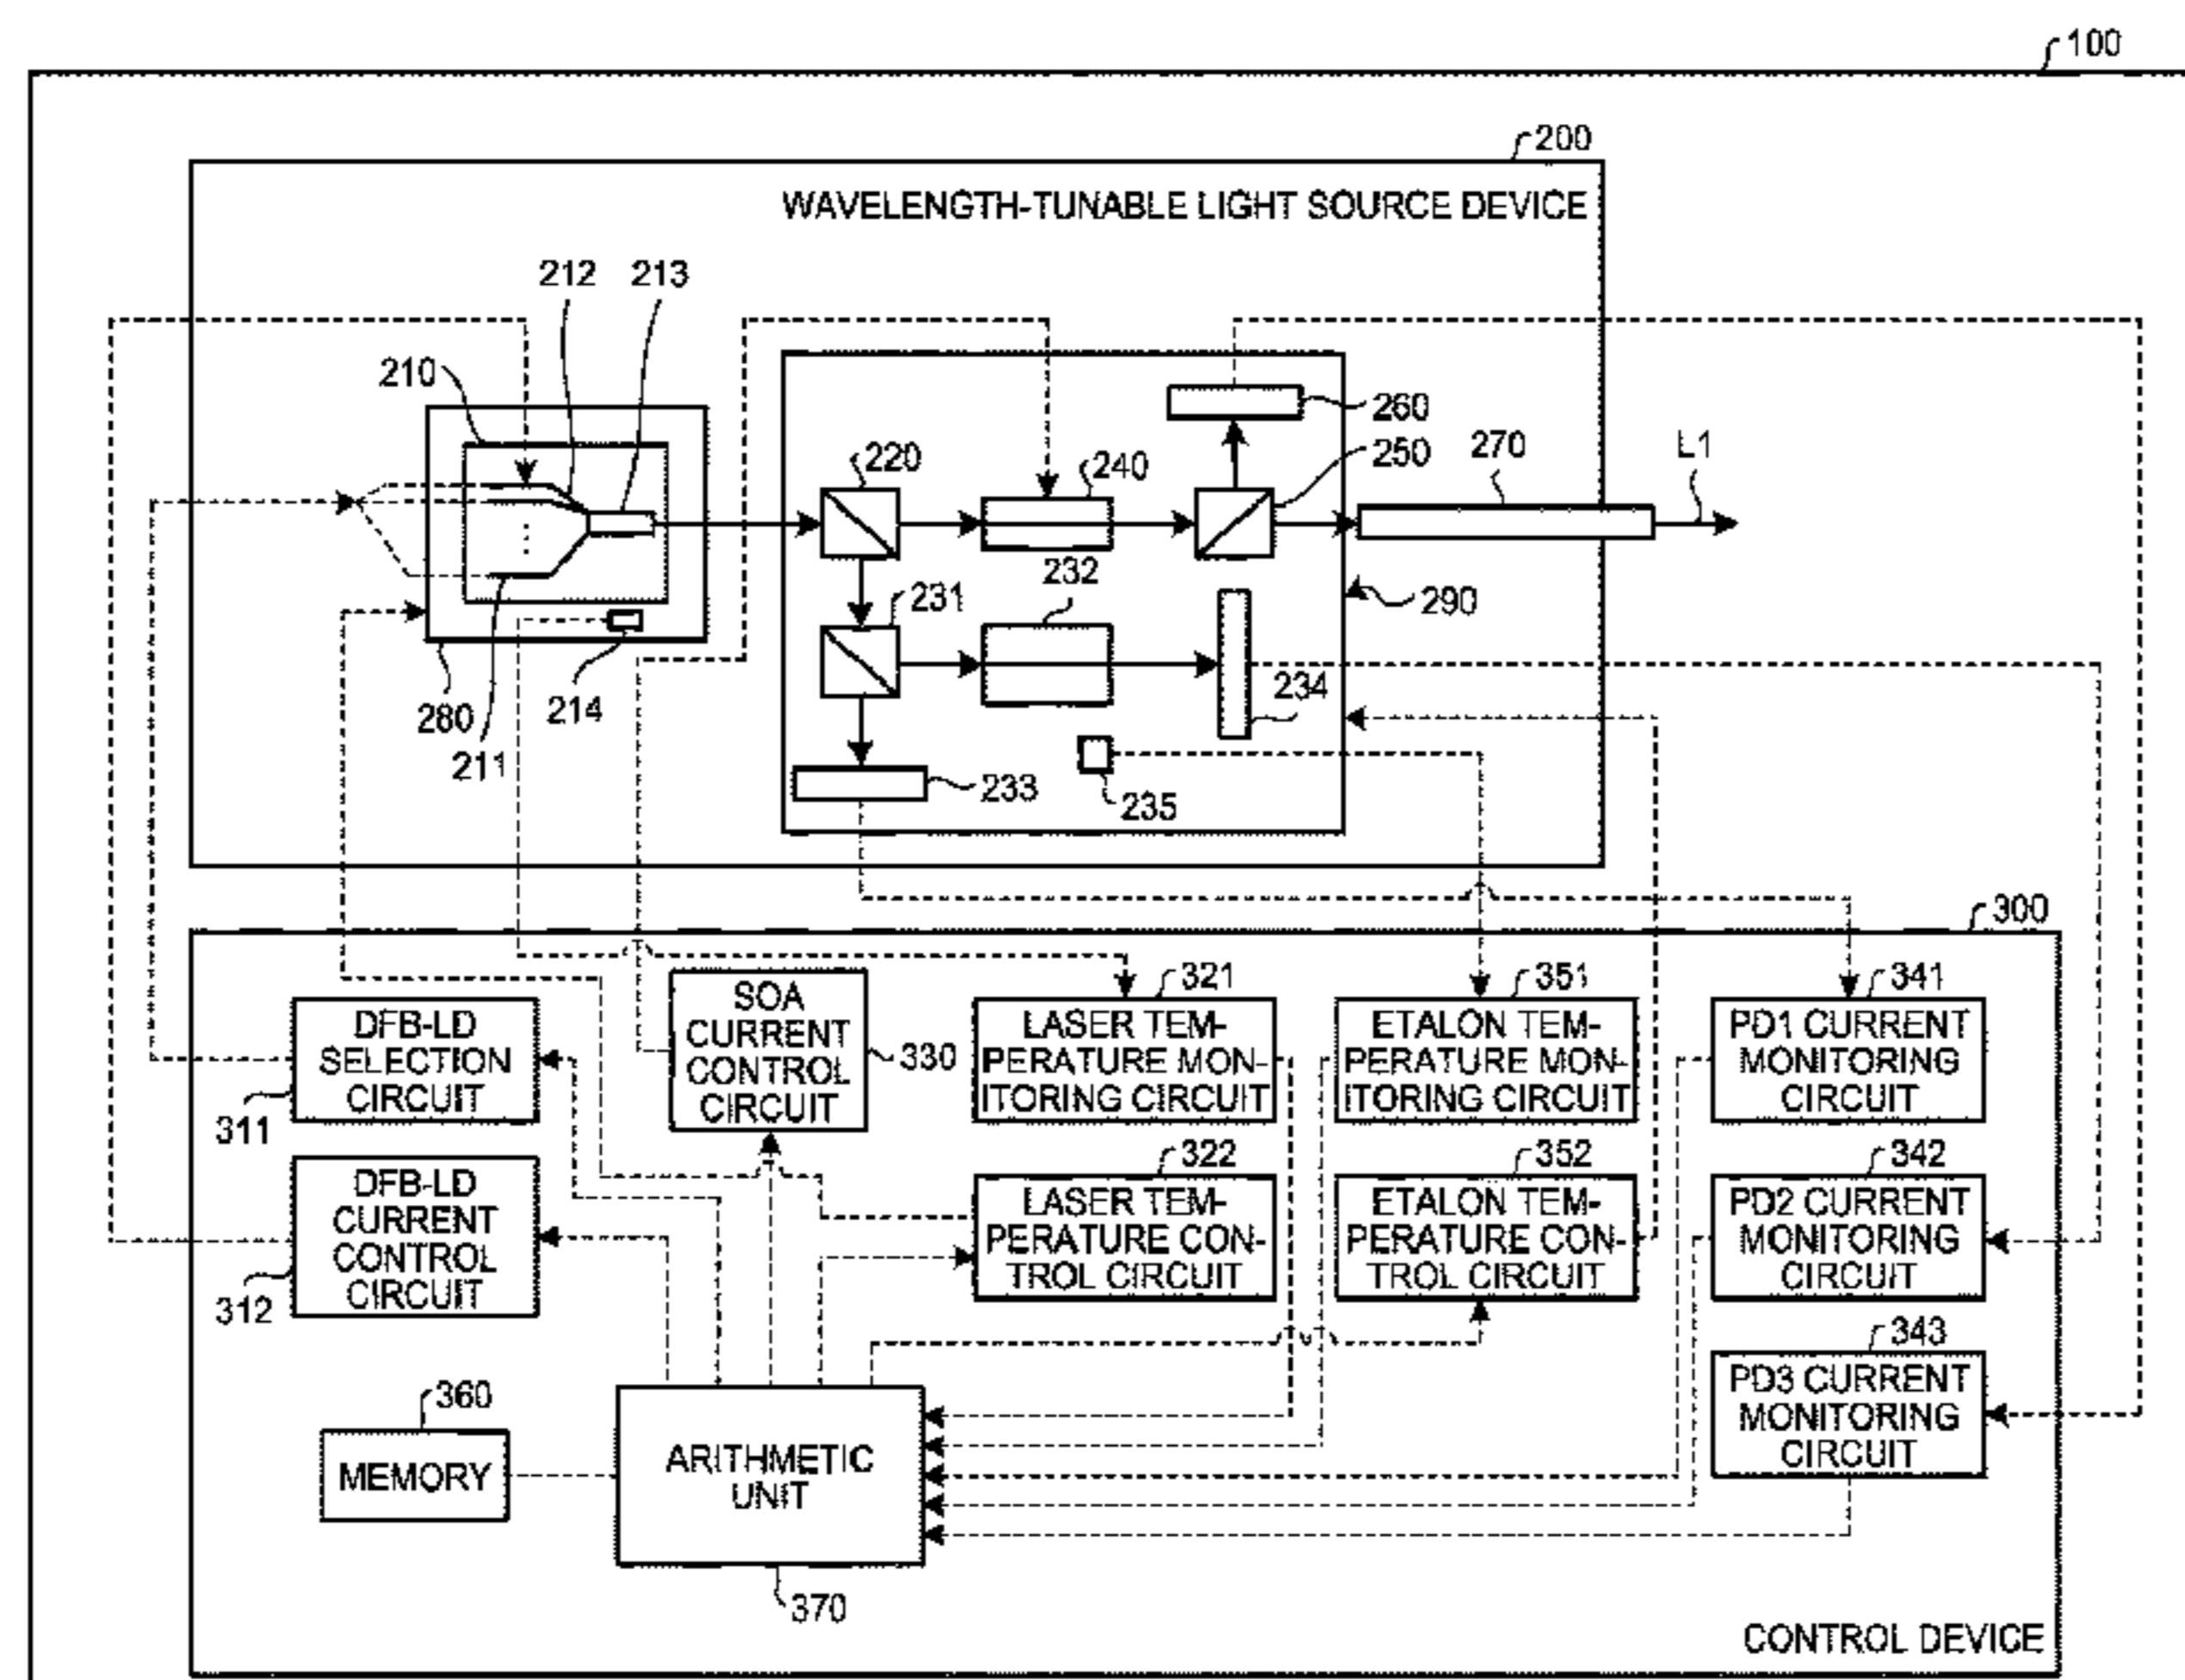 100
200
WAVELENGTH-TUNABLE LIGHT SOURCE DEVICE
212 213
210
260
220
240
250
270
L1
232
231
290
280
214
234
211
233
235
300
321
351
341
DFB-LD
SELECTION
CIRCUIT
SOA
CURRENT
CONTROL
CIRCUIT
330
LASER TEM-
PERATURE MON-
ITORING CIRCUIT
ETALON TEM-
PERATURE MON-
ITORING CIRCUIT
PD1 CURRENT
MONITORING
CIRCUIT
311
322
352
342
DFB-LD
CURRENT
CONTROL
CIRCUIT
LASER TEM-
PERATURE CON-
TROL CIRCUIT
ETALON TEM-
PERATURE CON-
TROL CIRCUIT
PD2 CURRENT
MONITORING
CIRCUIT
312
343
360
MEMORY
ARITHMETIC
UNIT
PD3 CURRENT
MONITORING
CIRCUIT
370
CONTROL DEVICE